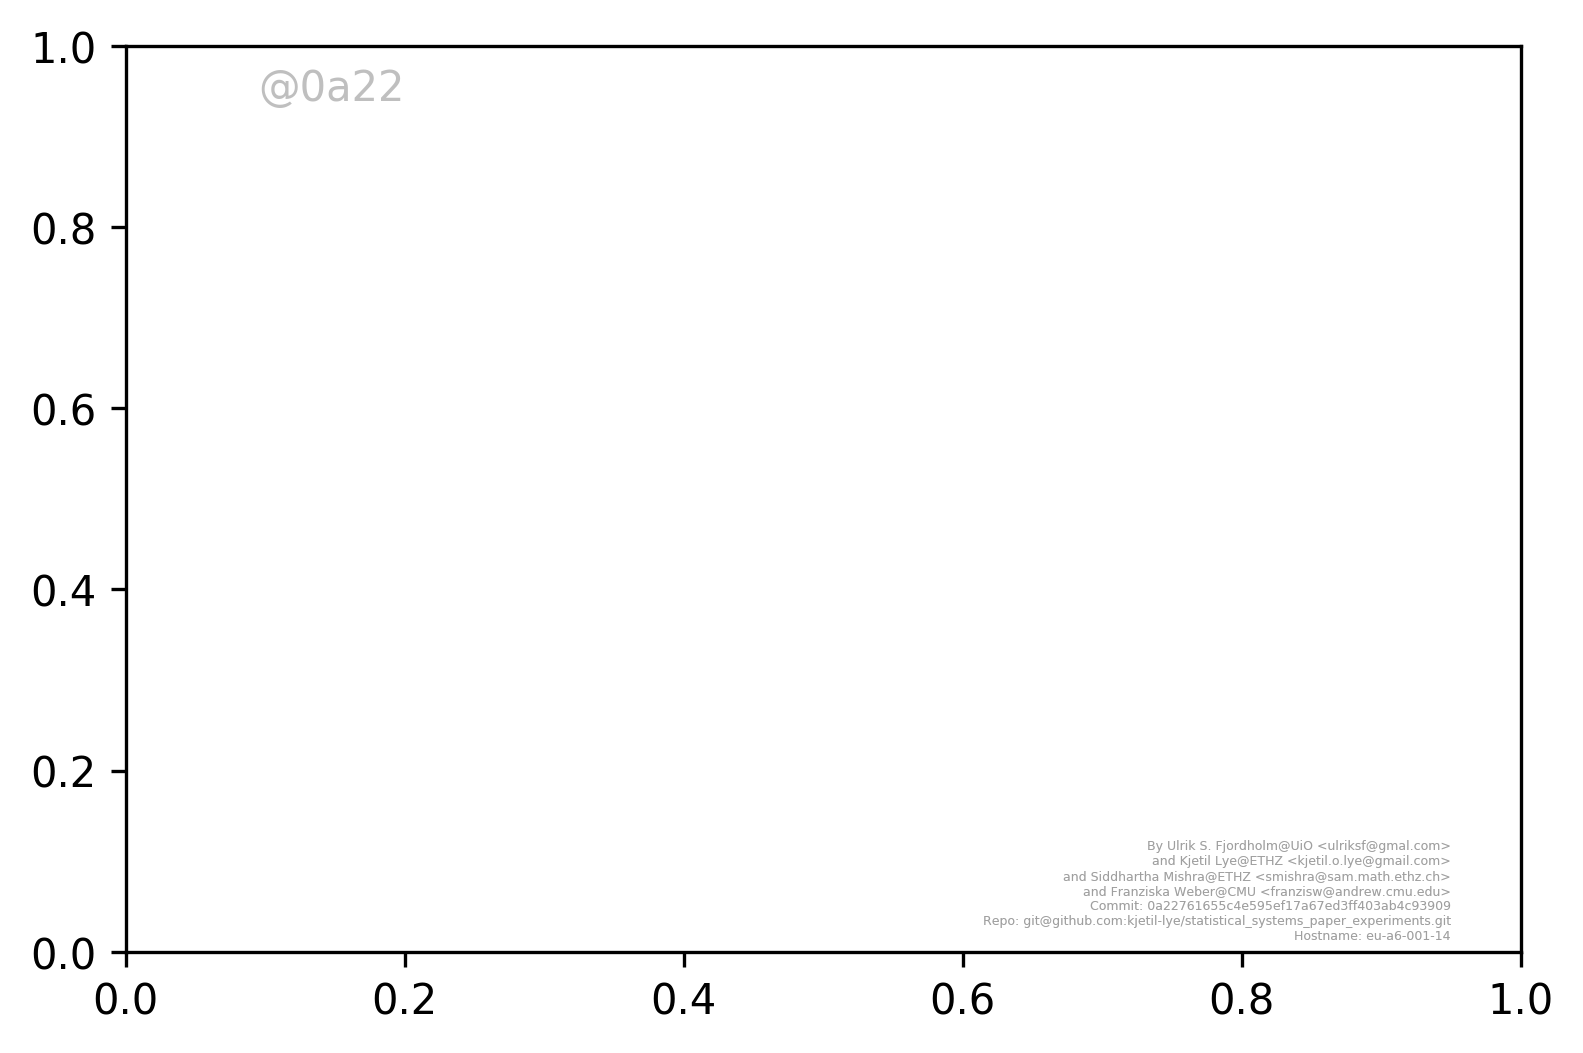 1.0
@0a22
0.8
0.6
0.4
0.2
By Ulrik S. Fjordholm@UiO <ulriksf@gmal.com>
and Kjetil Lye@ETHZ <kjetil.o.lye@gmail.com>
and Siddhartha Mishra@ETHZ <smishra@sam.math.ethz.ch>
and Franziska Weber@CMU <franzisw@andrew.cmu.edu>
Commit: 0a22761655c4e595ef17a67ed3ff403ab4c93909
Repo: git@github.com:kjetil-lye/statistical_systems_paper_experiments.git
Hostname: eu-a6-001-14
0.0
0.0 0.2 0.4 0.6 0.8 1.0